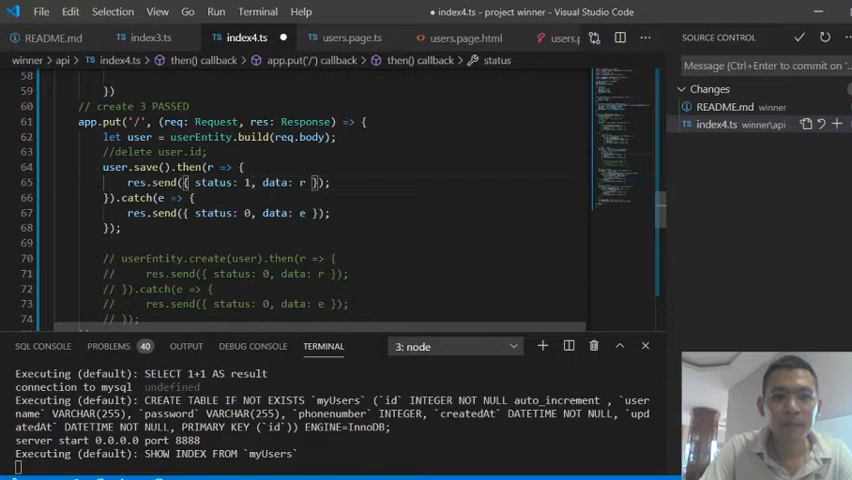 File Edit Selection View Go Run Terminal Help ● index4.ts - project winner - Visual Studio Code
README.md index3.ts index4.ts users.page.ts users.page.html users.p
winner > api > index4.ts > then() callback > app.put('/') callback > then() callback > status
58
59 })
60 // create 3 PASSED
61 app.put('/', (req: Request, res: Response) => {
62 let user = userEntity.build(req.body);
63 //delete user.id;
64 user.save().then(r => {
65 res.send({ status: 1, data: r });
66 }).catch(e => {
67 res.send({ status: 0, data: e });
68 });
69
70 // userEntity.create(user).then(r => {
71 //     res.send({ status: 0, data: r });
72 // }).catch(e => {
73 //     res.send({ status: 0, data: e });
74 // });
SOURCE CONTROL
Message (Ctrl+Enter to commit on '
Changes
README.md winner
index4.ts winner\api
SQL CONSOLE PROBLEMS 40 OUTPUT DEBUG CONSOLE TERMINAL 3: node
Executing (default): SELECT 1+1 AS result
connection to mysql undefined
Executing (default): CREATE TABLE IF NOT EXISTS `myUsers` (`id` INTEGER NOT NULL auto_increment , `user
name` VARCHAR(255), `password` VARCHAR(255), `phonenumber` INTEGER, `createdAt` DATETIME NOT NULL, `upd
atedAt` DATETIME NOT NULL, PRIMARY KEY (`id`)) ENGINE=InnoDB;
server start 0.0.0.0 port 8888
Executing (default): SHOW INDEX FROM `myUsers`